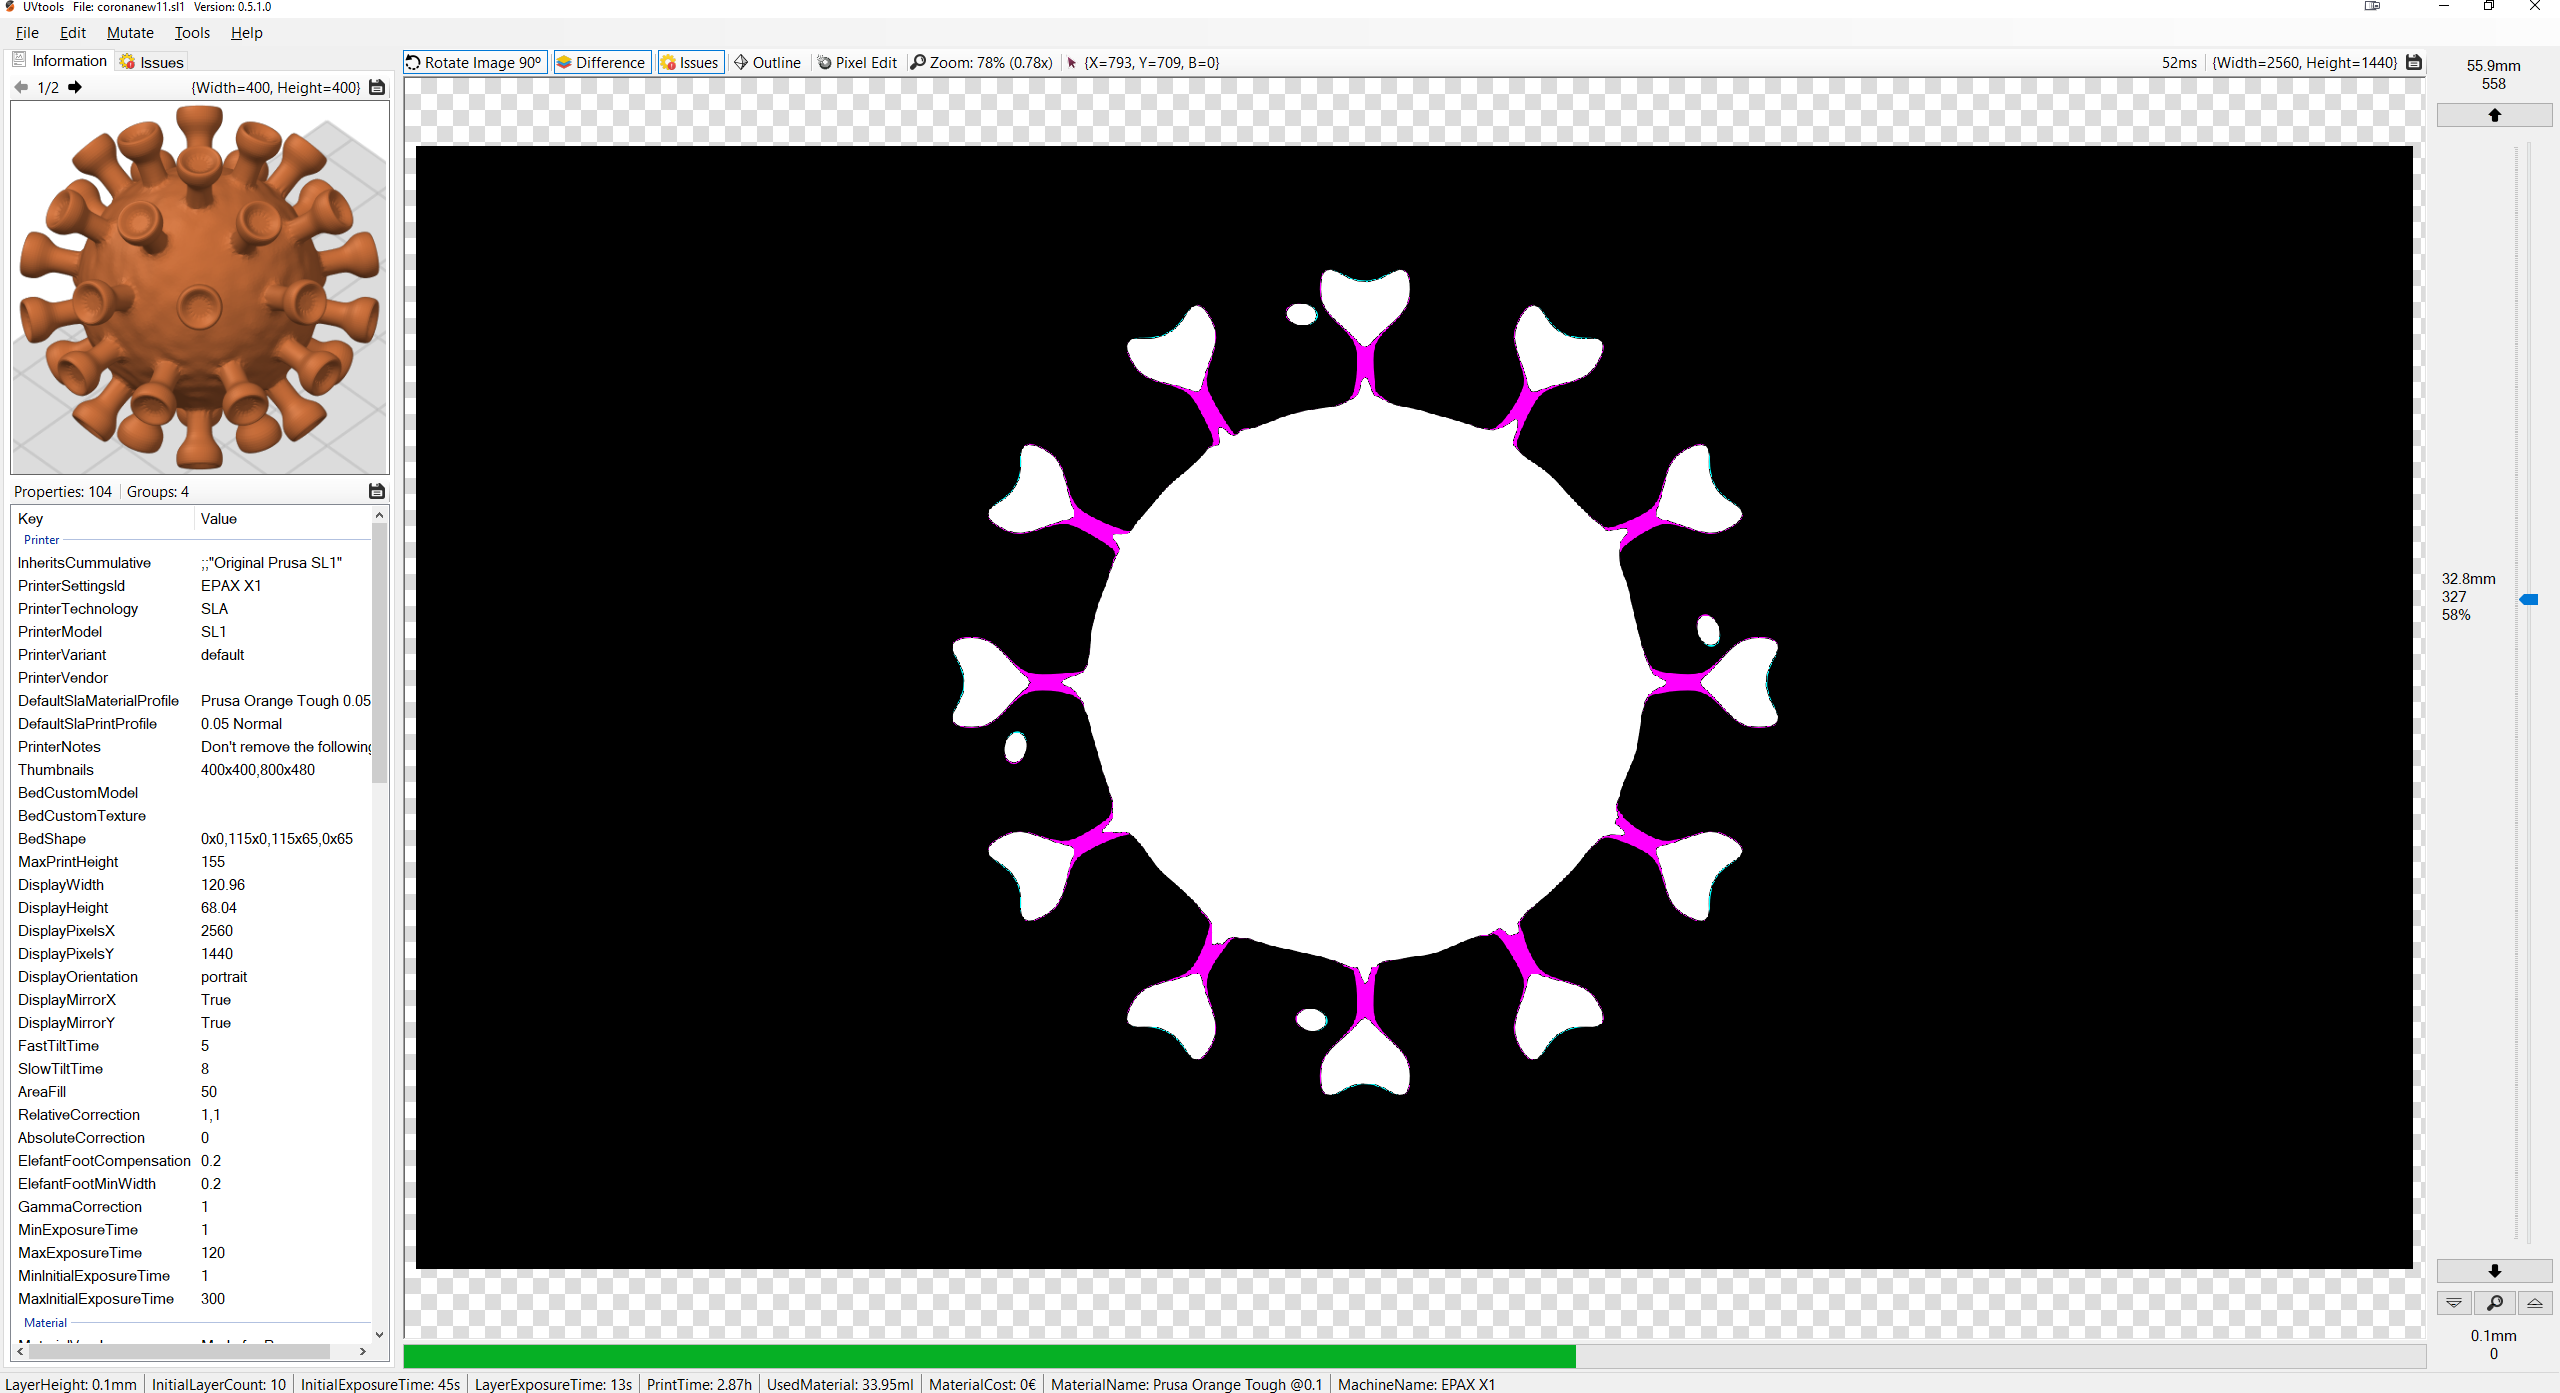 UVtools File: coronanew11.sl1 Version: 0.5.1.0
File Edit Mutate Tools Help
Information Issues
1/2 {Width=400, Height=400}
Rotate Image 90º Difference Issues Outline Pixel Edit Zoom: 78% (0.78x) {X=793, Y=709, B=0} 52ms {Width=2560, Height=1440}
Properties: 104 Groups: 4
Key Value
Printer
InheritsCummulative ;;"Original Prusa SL1"
PrinterSettingsId EPAX X1
PrinterTechnology SLA
PrinterModel SL1
PrinterVariant default
PrinterVendor
DefaultSlaMaterialProfile Prusa Orange Tough 0.05
DefaultSlaPrintProfile 0.05 Normal
PrinterNotes Don't remove the following
Thumbnails 400x400,800x480
BedCustomModel
BedCustomTexture
BedShape 0x0,115x0,115x65,0x65
MaxPrintHeight 155
DisplayWidth 120.96
DisplayHeight 68.04
DisplayPixelsX 2560
DisplayPixelsY 1440
DisplayOrientation portrait
DisplayMirrorX True
DisplayMirrorY True
FastTiltTime 5
SlowTiltTime 8
AreaFill 50
RelativeCorrection 1,1
AbsoluteCorrection 0
ElefantFootCompensation 0.2
ElefantFootMinWidth 0.2
GammaCorrection 1
MinExposureTime 1
MaxExposureTime 120
MinInitialExposureTime 1
MaxInitialExposureTime 300
Material
55.9mm
558
32.8mm
327
58%
0.1mm
0
LayerHeight: 0.1mm InitialLayerCount: 10 InitialExposureTime: 45s LayerExposureTime: 13s PrintTime: 2.87h UsedMaterial: 33.95ml MaterialCost: 0€ MaterialName: Prusa Orange Tough @0.1 MachineName: EPAX X1